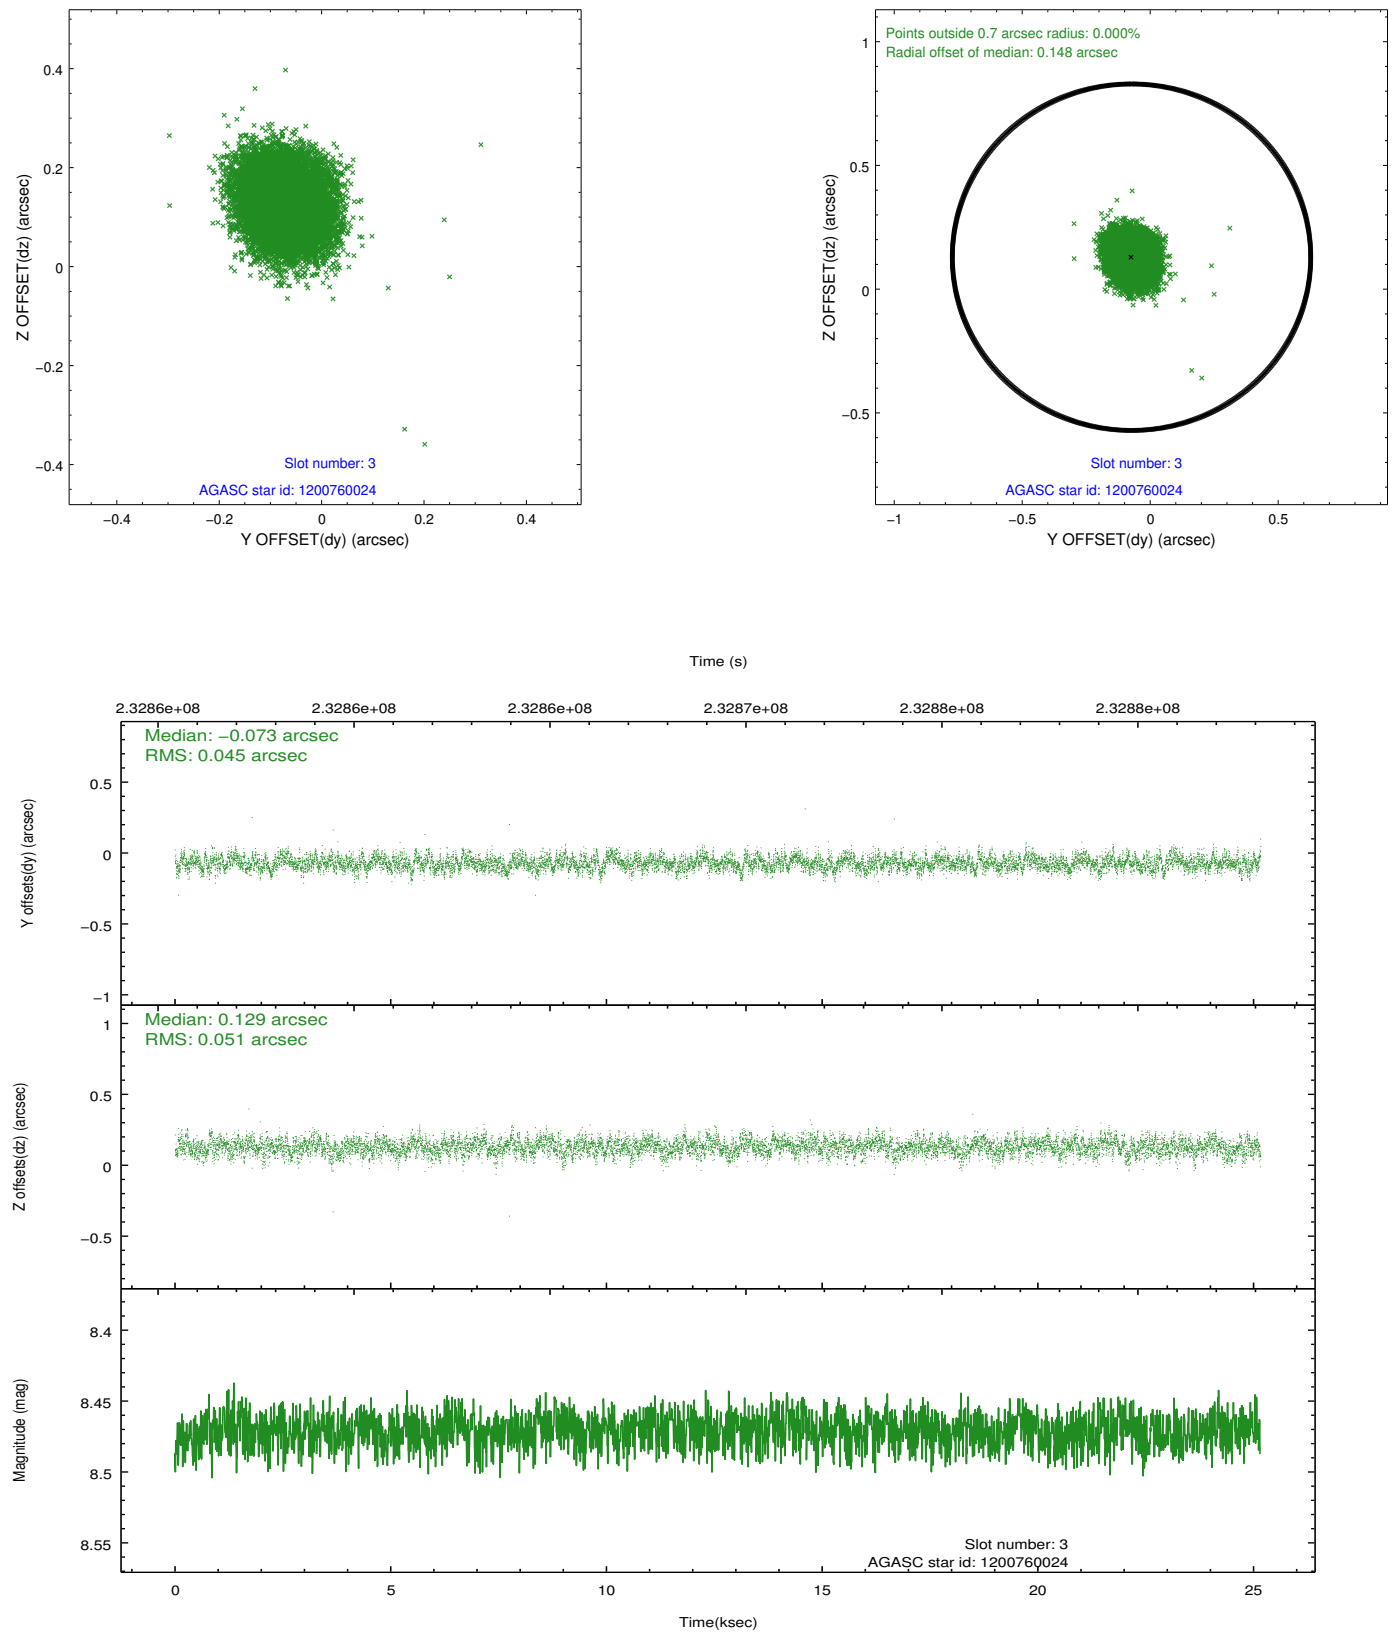 0.4
0.2
0
−0.2
−0.4
Z OFFSET(dz) (arcsec)
Slot number: 3
AGASC star id: 1200760024
−0.4
−0.2
0
0.2
0.4
Y OFFSET(dy) (arcsec)
Points outside 0.7 arcsec radius: 0.000%
Radial offset of median: 0.148 arcsec
1
0.5
0
−0.5
Z OFFSET(dz) (arcsec)
Slot number: 3
AGASC star id: 1200760024
−1
−0.5
0
0.5
Y OFFSET(dy) (arcsec)
Time (s)
2.3286e+08
2.3286e+08
2.3286e+08
2.3287e+08
2.3288e+08
2.3288e+08
Median: −0.073 arcsec
RMS: 0.045 arcsec
0.5
0
−0.5
−1
Y offsets(dy) (arcsec)
Median: 0.129 arcsec
RMS: 0.051 arcsec
1
0.5
0
−0.5
Z offsets(dz) (arcsec)
8.4
8.45
8.5
8.55
Magnitude (mag)
Slot number: 3
AGASC star id: 1200760024
0
5
10
15
20
25
Time(ksec)